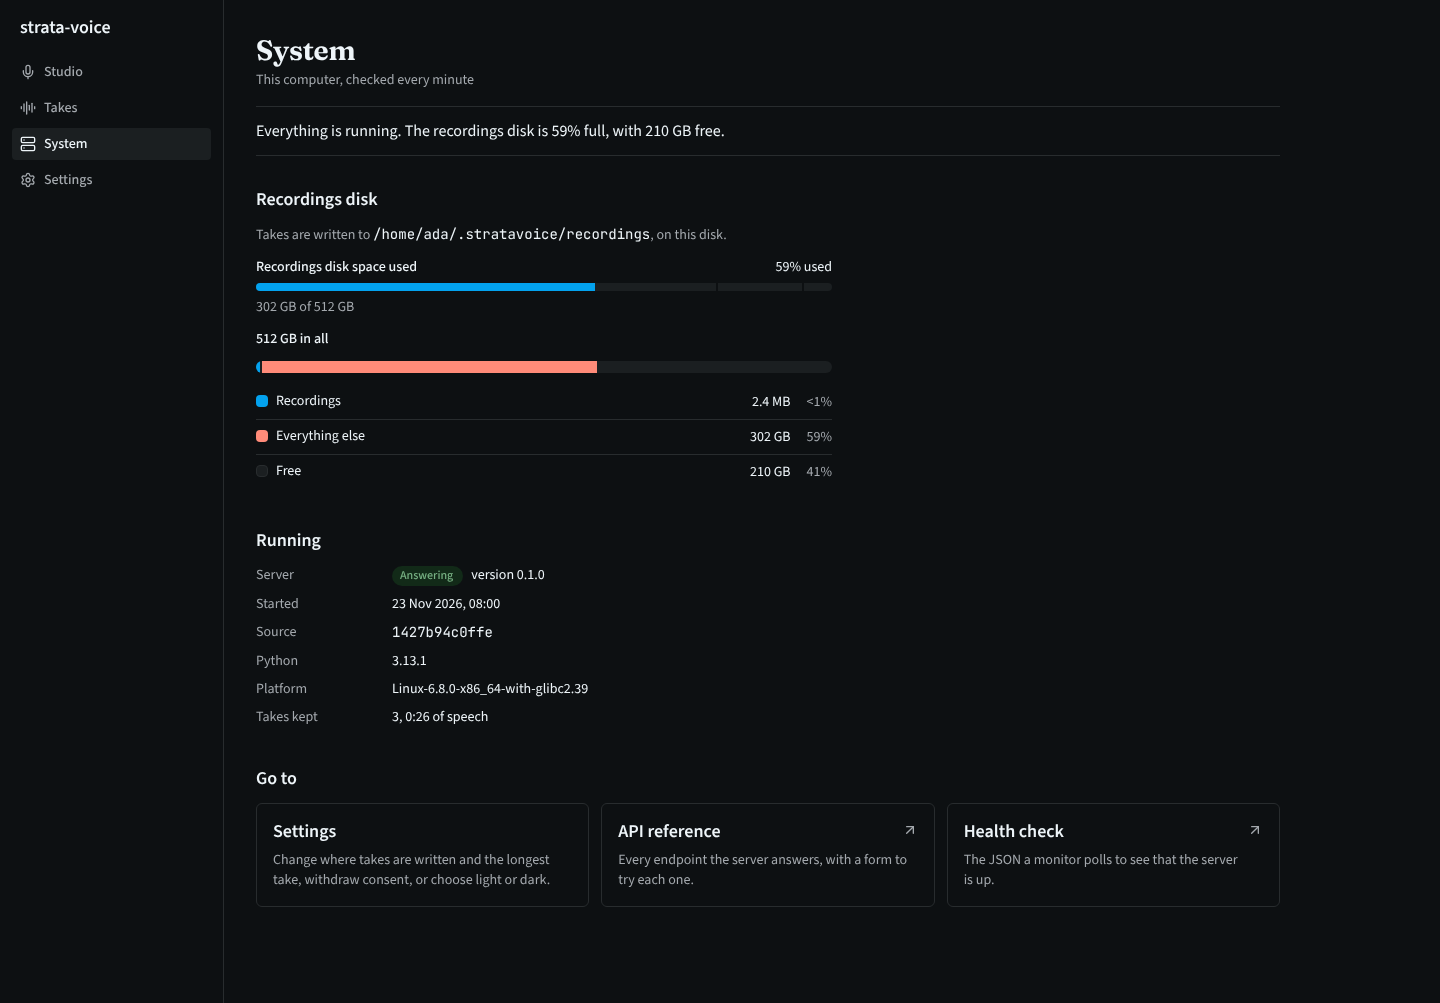 strata-voice
Studio
Takes
System
Settings
System
This computer, checked every minute
Everything is running. The recordings disk is 59% full, with 210 GB free.
Recordings disk
Takes are written to /home/ada/.stratavoice/recordings, on this disk.
Recordings disk space used 59% used
302 GB of 512 GB
512 GB in all
Recordings 2.4 MB <1%
Everything else 302 GB 59%
Free 210 GB 41%
Running
Server Answering version 0.1.0
Started 23 Nov 2026, 08:00
Source 1427b94c0ffe
Python 3.13.1
Platform Linux-6.8.0-x86_64-with-glibc2.39
Takes kept 3, 0:26 of speech
Go to
Settings
Change where takes are written and the longest
take, withdraw consent, or choose light or dark.
API reference
Every endpoint the server answers, with a form to
try each one.
Health check
The JSON a monitor polls to see that the server
is up.